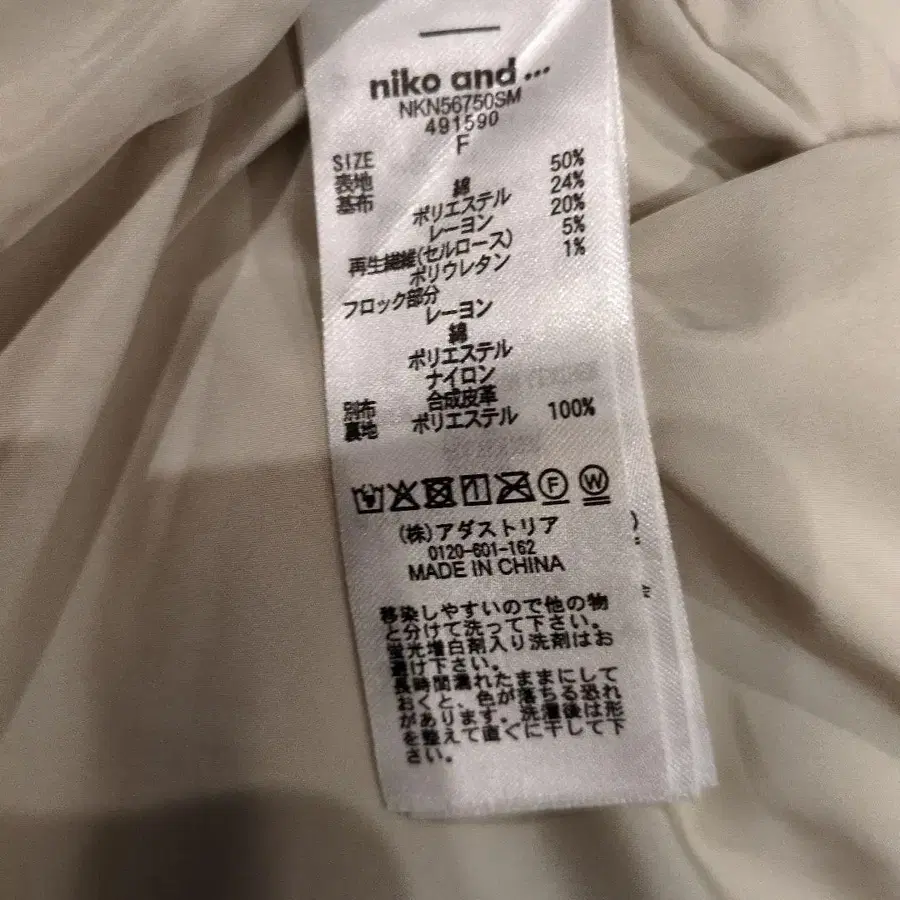 niko and...
NKN56750SM
491590
F
SIZE
表地
基布 綿 50%
ポリエステル 24%
レーヨン 20%
再生繊維(セルロース) 5%
ポリウレタン 1%
フロック部分
レーヨン
綿
ポリエステル
ナイロン
別布 合成皮革
裏地 ポリエステル 100%
F W
(株)アダストリア
0120-601-162
MADE IN CHINA
移染しやすいので他の物
と分けて洗って下さい。
蛍光増白剤入り洗剤はお
避け下さい。
長時間濡れたままにして
おくと、色が落ちる恐れ
があります。洗濯後は形
を整えて直ぐに干して下
さい。